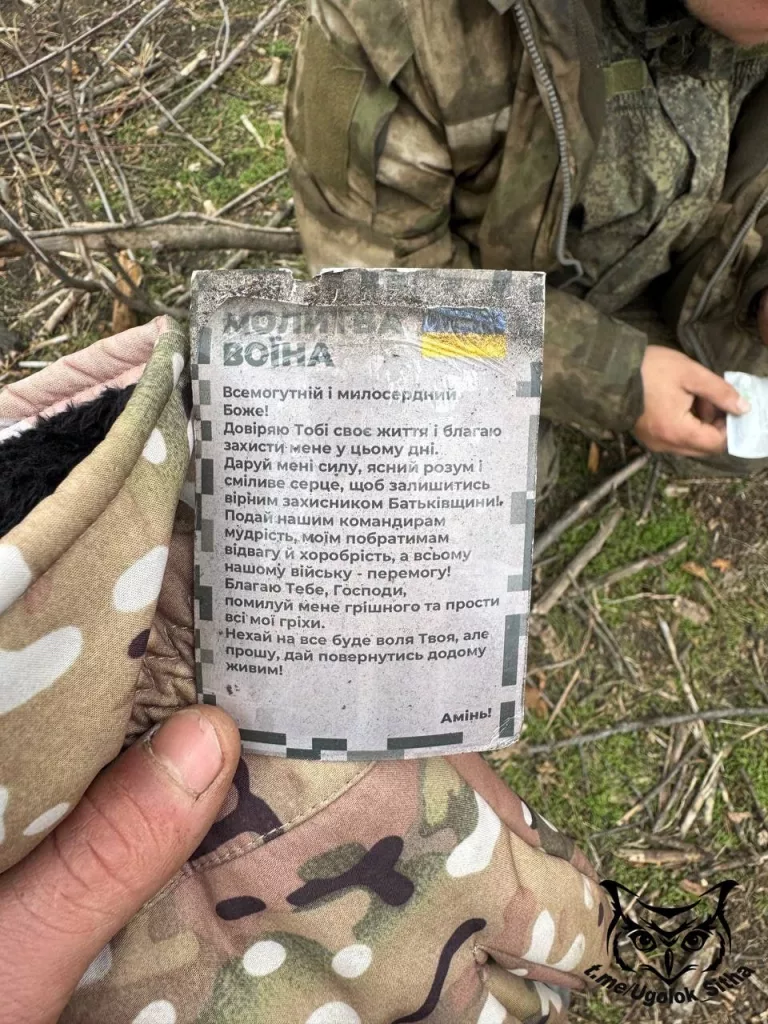 МОЛИТВА
ВОЇНА
Всемогутній і милосердний
Боже!
Довіряю Тобі своє життя і благаю
захисти мене у цьому дні.
Даруй мені силу, ясний розум і
сміливе серце, щоб залишитись
вірним захисником Батьківщини!
Подай нашим командирам
мудрість, моїм побратимам
відвагу й хоробрість, а всьому
нашому війську - перемогу!
Благаю Тебе, Господи,
помилуй мене грішного та прости
всі мої гріхи.
Нехай на все буде воля Твоя, але
прошу, дай повернутись додому
живим!
Амінь!
t.me/Ugolok_Sitha